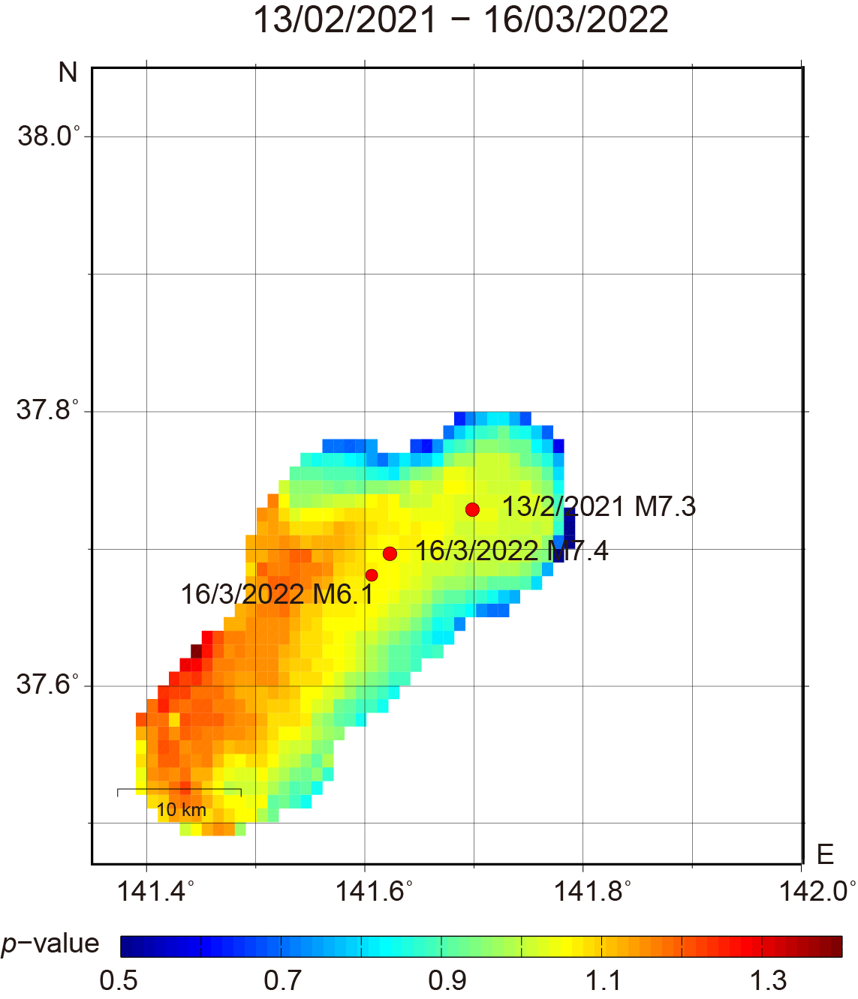 13/02/2021 − 16/03/2022
N
38.0°
37.8°
13/2/2021 M7.3
16/3/2022 M7.4
16/3/2022 M6.1
37.6°
10 km
E
141.4° 141.6° 141.8° 142.0°
p−value
0.5 0.7 0.9 1.1 1.3